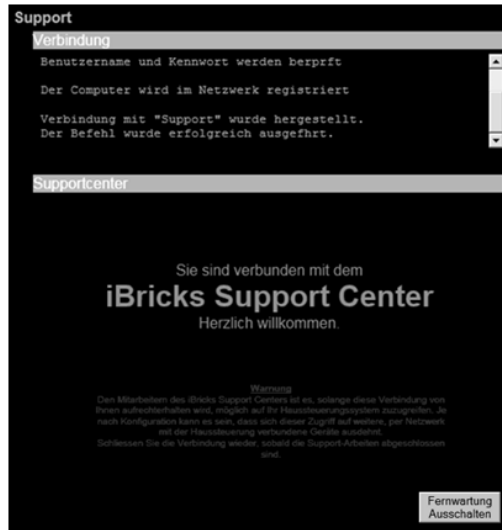 Support
Verbindung
Benutzername und Kennwort werden berprft
Der Computer wird im Netzwerk registriert
Verbindung mit "Support" wurde hergestellt.
Der Befehl wurde erfolgreich ausgefhrt.
Supportcenter
Sie sind verbunden mit dem
iBricks Support Center
Herzlich willkommen.
Warnung
Den Mitarbeitern des iBricks Support Centers ist es, solange diese Verbindung von
Ihnen aufrechterhalten wird, möglich auf Ihr Haussteuerungssystem zuzugreifen. Je
nach Konfiguration kann es sein, dass sich dieser Zugriff auf weitere, per Netzwerk
mit der Haussteuerung verbundene Geräte ausdehnt.
Schliessen Sie die Verbindung wieder, sobald die Support-Arbeiten abgeschlossen
sind.
Fernwartung
Ausschalten